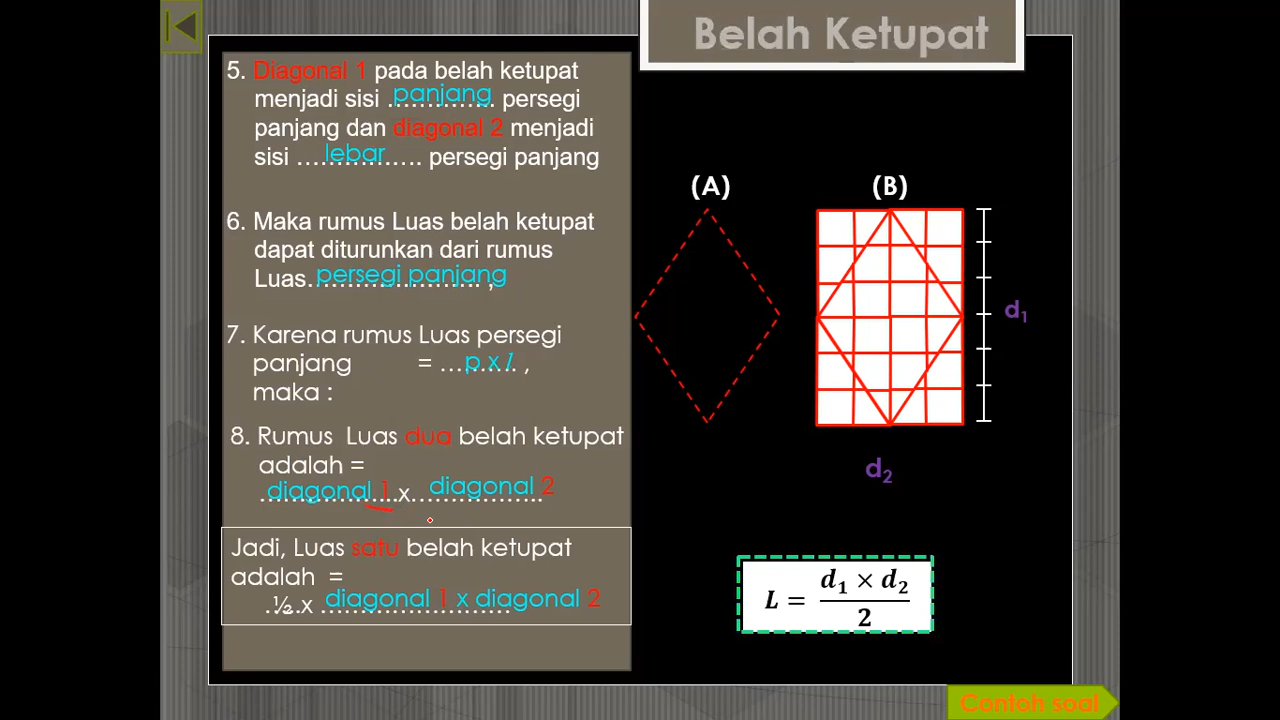 Belah Ketupat
5. Diagonal 1 pada belah ketupat
menjadi sisi ….panjang…. persegi
panjang dan diagonal 2 menjadi
sisi ….lebar…. persegi panjang
6. Maka rumus Luas belah ketupat
dapat diturunkan dari rumus
Luas….persegi panjang…. ,
7. Karena rumus Luas persegi
panjang = …p x l… ,
maka :
8. Rumus Luas dua belah ketupat
adalah =
….diagonal 1….x….diagonal 2….
Jadi, Luas satu belah ketupat
adalah =
.½..x ….diagonal 1 x diagonal 2
(A) (B)
d₁
d₂
L = d₁ × d₂ / 2
Contoh soal